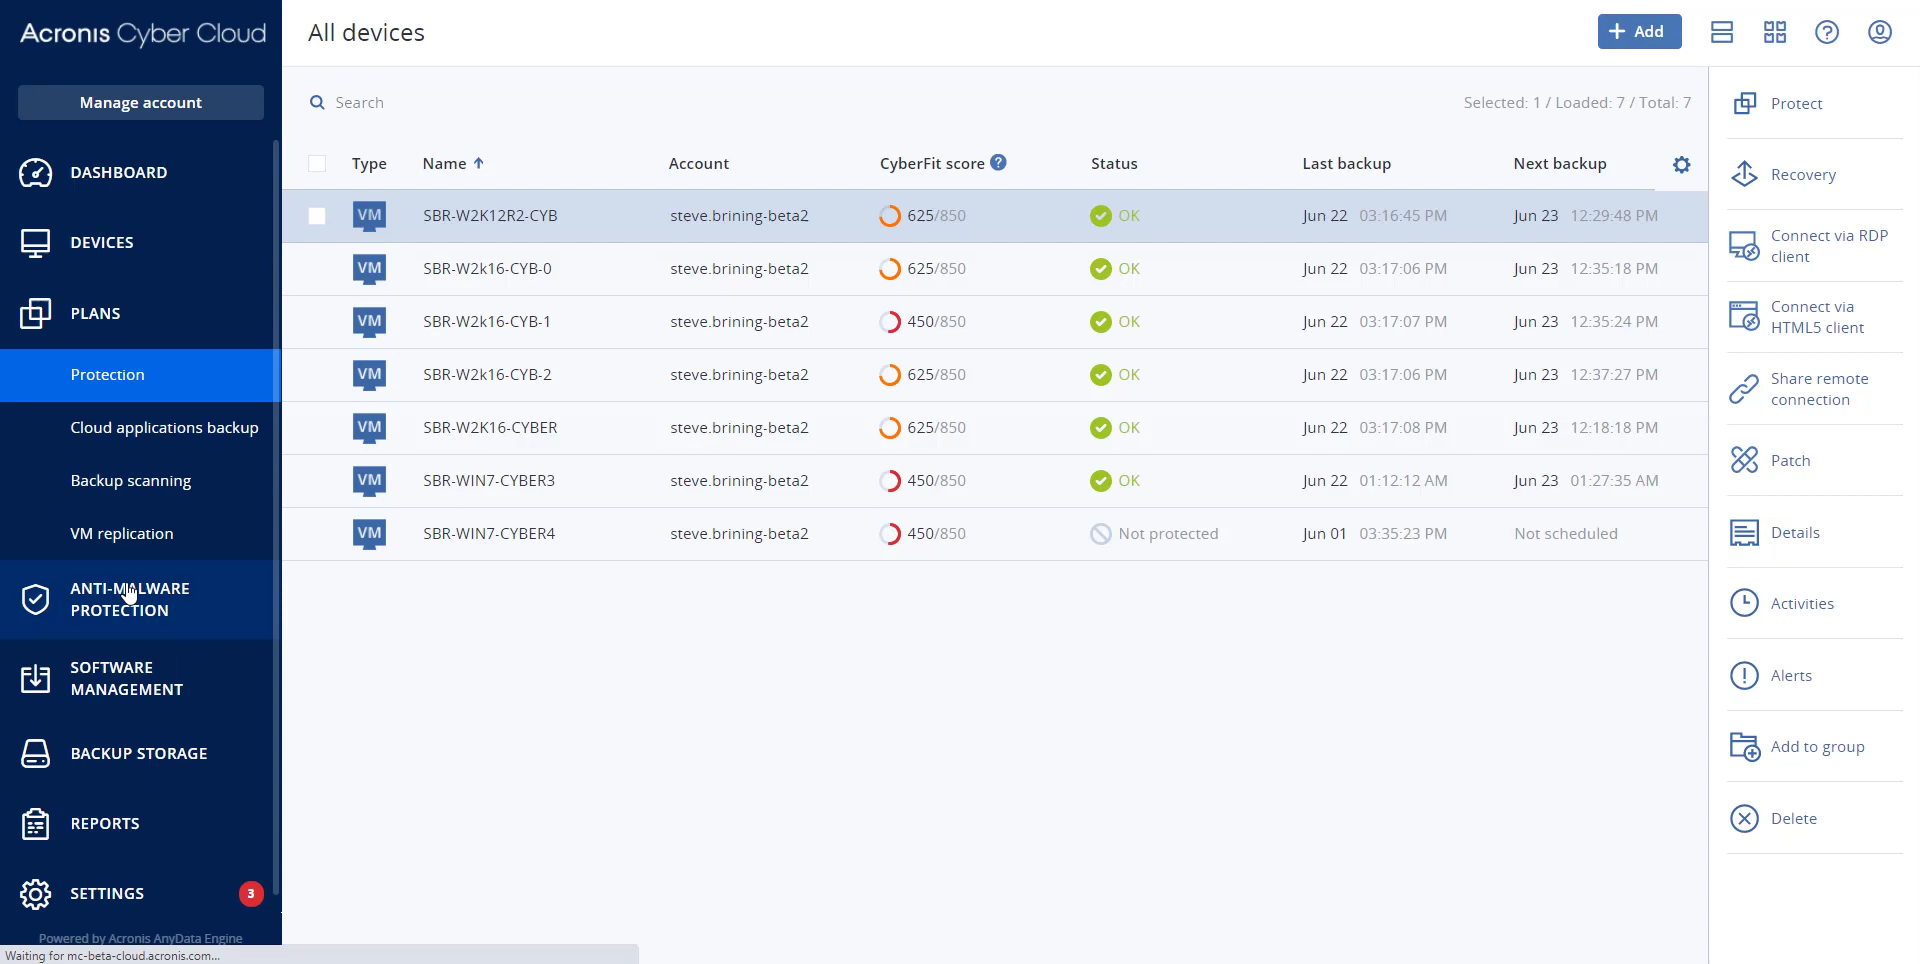 Acronis Cyber Cloud
Manage account
DASHBOARD
DEVICES
PLANS
Protection
Cloud applications backup
Backup scanning
VM replication
ANTI-MALWARE
PROTECTION
SOFTWARE
MANAGEMENT
BACKUP STORAGE
REPORTS
SETTINGS 3
Powered by Acronis AnyData Engine
Waiting for mc-beta-cloud.acronis.com...
All devices
+ Add
?
Search
Selected: 1 / Loaded: 7 / Total: 7
Type Name Account CyberFit score ? Status Last backup Next backup
VM SBR-W2K12R2-CYB steve.brining-beta2 625/850 OK Jun 22 03:16:45 PM Jun 23 12:29:48 PM
VM SBR-W2k16-CYB-0 steve.brining-beta2 625/850 OK Jun 22 03:17:06 PM Jun 23 12:35:18 PM
VM SBR-W2k16-CYB-1 steve.brining-beta2 450/850 OK Jun 22 03:17:07 PM Jun 23 12:35:24 PM
VM SBR-W2k16-CYB-2 steve.brining-beta2 625/850 OK Jun 22 03:17:06 PM Jun 23 12:37:27 PM
VM SBR-W2K16-CYBER steve.brining-beta2 625/850 OK Jun 22 03:17:08 PM Jun 23 12:18:18 PM
VM SBR-WIN7-CYBER3 steve.brining-beta2 450/850 OK Jun 22 01:12:12 AM Jun 23 01:27:35 AM
VM SBR-WIN7-CYBER4 steve.brining-beta2 450/850 Not protected Jun 01 03:35:23 PM Not scheduled
Protect
Recovery
Connect via RDP
client
Connect via
HTML5 client
Share remote
connection
Patch
Details
Activities
Alerts
Add to group
Delete